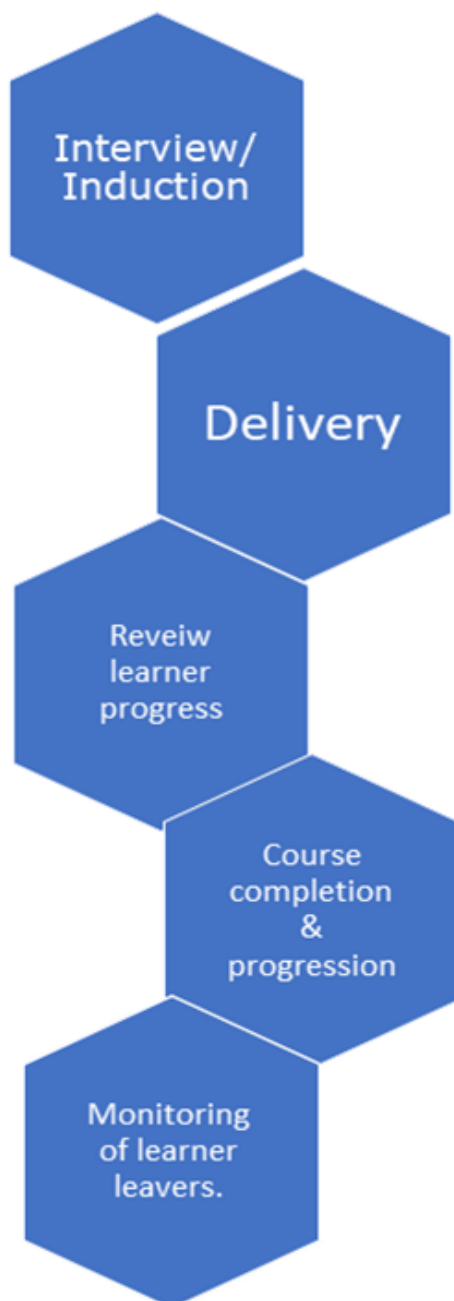 Interview/
Induction
Delivery
Reveiw
learner
progress
Course
completion
&
progression
Monitoring
of learner
leavers.